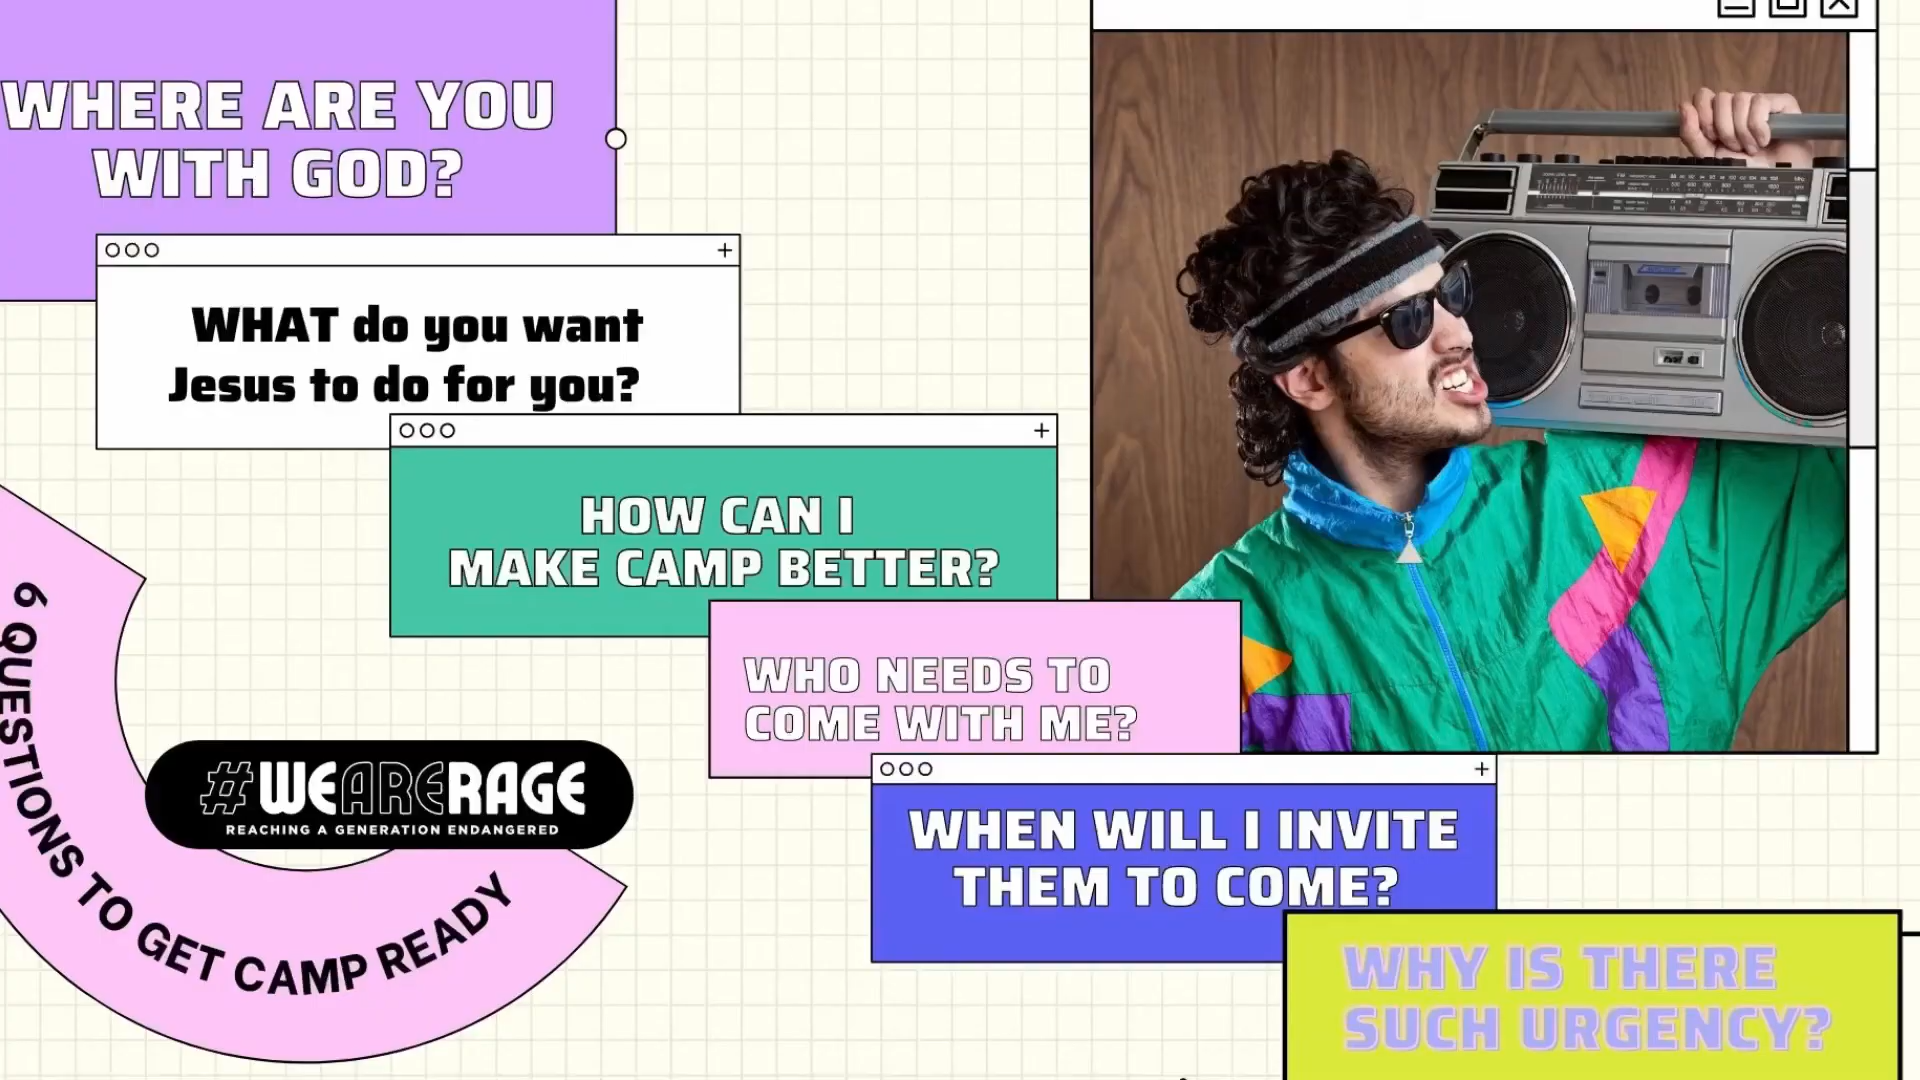 WHERE ARE YOU
WITH GOD?
WHAT do you want
Jesus to do for you?
HOW CAN I
MAKE CAMP BETTER?
WHO NEEDS TO
COME WITH ME?
WHEN WILL I INVITE
THEM TO COME?
WHY IS THERE
SUCH URGENCY?
6 QUESTIONS TO GET CAMP READY
#WEARERAGE
REACHING A GENERATION ENDANGERED